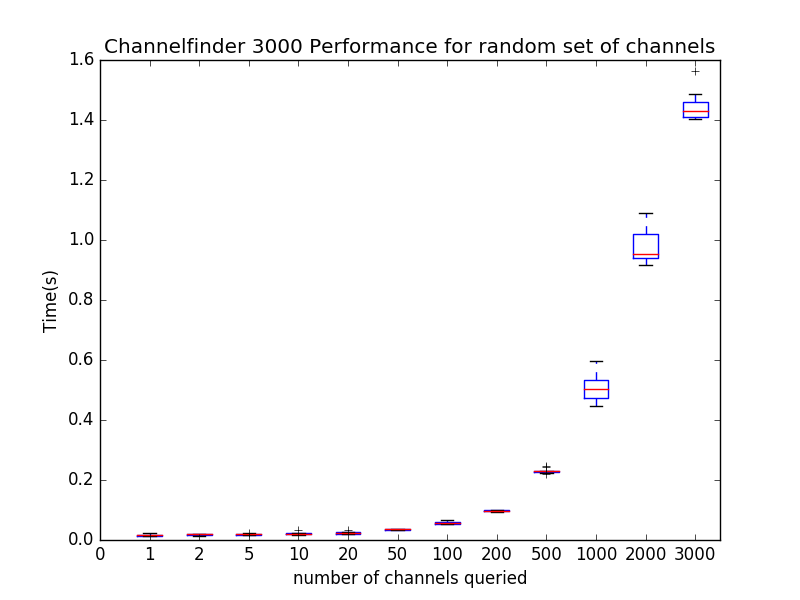 Channelfinder 3000 Performance for random set of channels
1.6
1.4
1.2
1.0
0.8
0.6
0.4
0.2
0.0
Time(s)
0 1 2 5 10 20 50 100 200 500 1000 2000 3000
number of channels queried